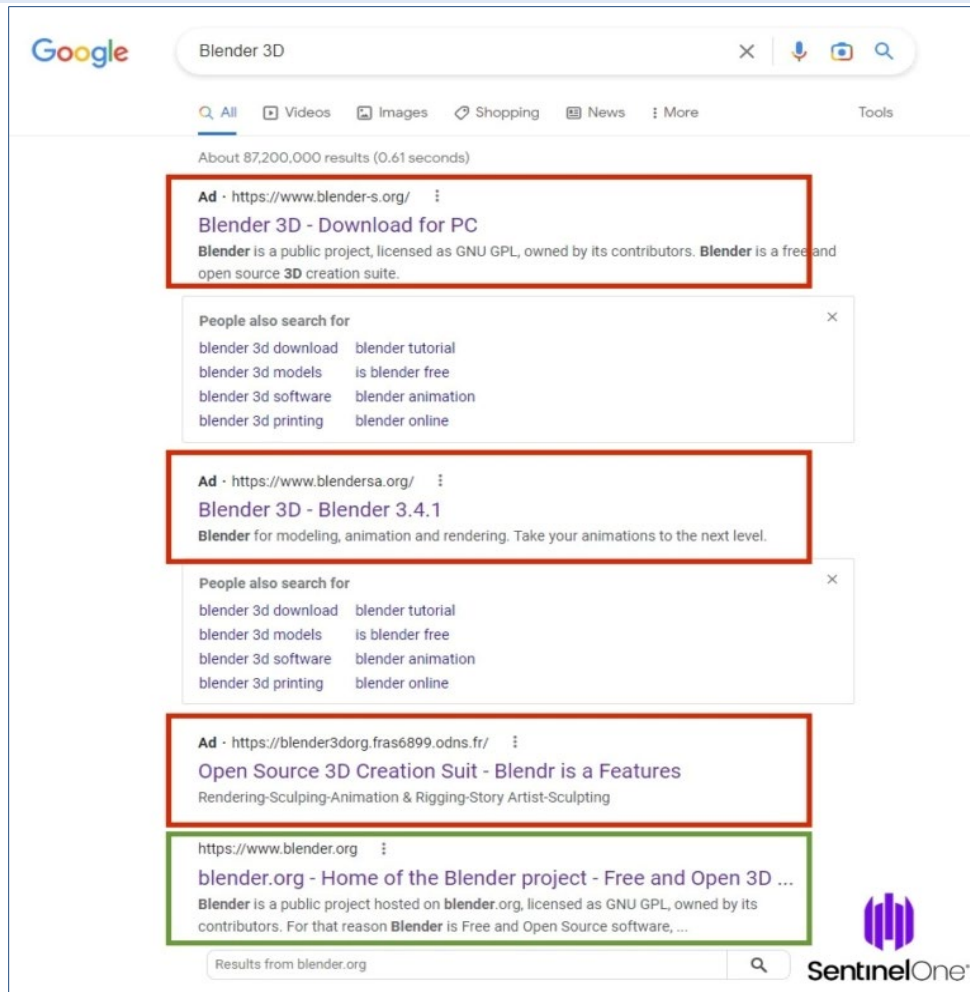 Google
Blender 3D
All Videos Images Shopping News More Tools
About 87,200,000 results (0.61 seconds)
Ad · https://www.blender-s.org/
Blender 3D - Download for PC
Blender is a public project, licensed as GNU GPL, owned by its contributors. Blender is a free and
open source 3D creation suite.
People also search for
blender 3d download blender tutorial
blender 3d models is blender free
blender 3d software blender animation
blender 3d printing blender online
Ad · https://www.blendersa.org/
Blender 3D - Blender 3.4.1
Blender for modeling, animation and rendering. Take your animations to the next level.
People also search for
blender 3d download blender tutorial
blender 3d models is blender free
blender 3d software blender animation
blender 3d printing blender online
Ad · https://blender3dorg.fras6899.odns.fr/
Open Source 3D Creation Suit - Blendr is a Features
Rendering-Sculping-Animation & Rigging-Story Artist-Sculpting
https://www.blender.org
blender.org - Home of the Blender project - Free and Open 3D ...
Blender is a public project hosted on blender.org, licensed as GNU GPL, owned by its
contributors. For that reason Blender is Free and Open Source software, ...
Results from blender.org
SentinelOne